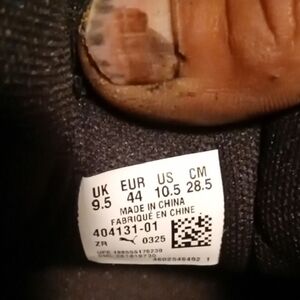 UK EUR US CM
9.5 44 10.5 28.5
MADE IN CHINA
FABRIQUÉ EN CHINE
404131-01
ZR 0325